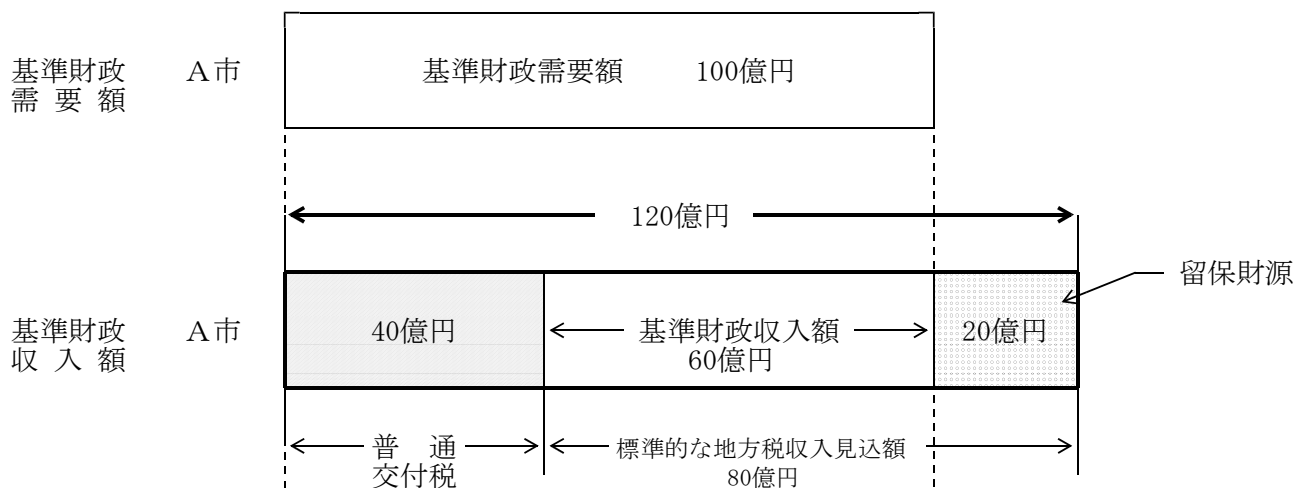 基準財政
需要額
A市
基準財政需要額 100億円
120億円
留保財源
基準財政
収入額
A市
40億円
基準財政収入額
60億円
20億円
普通
交付税
標準的な地方税収入見込額
80億円